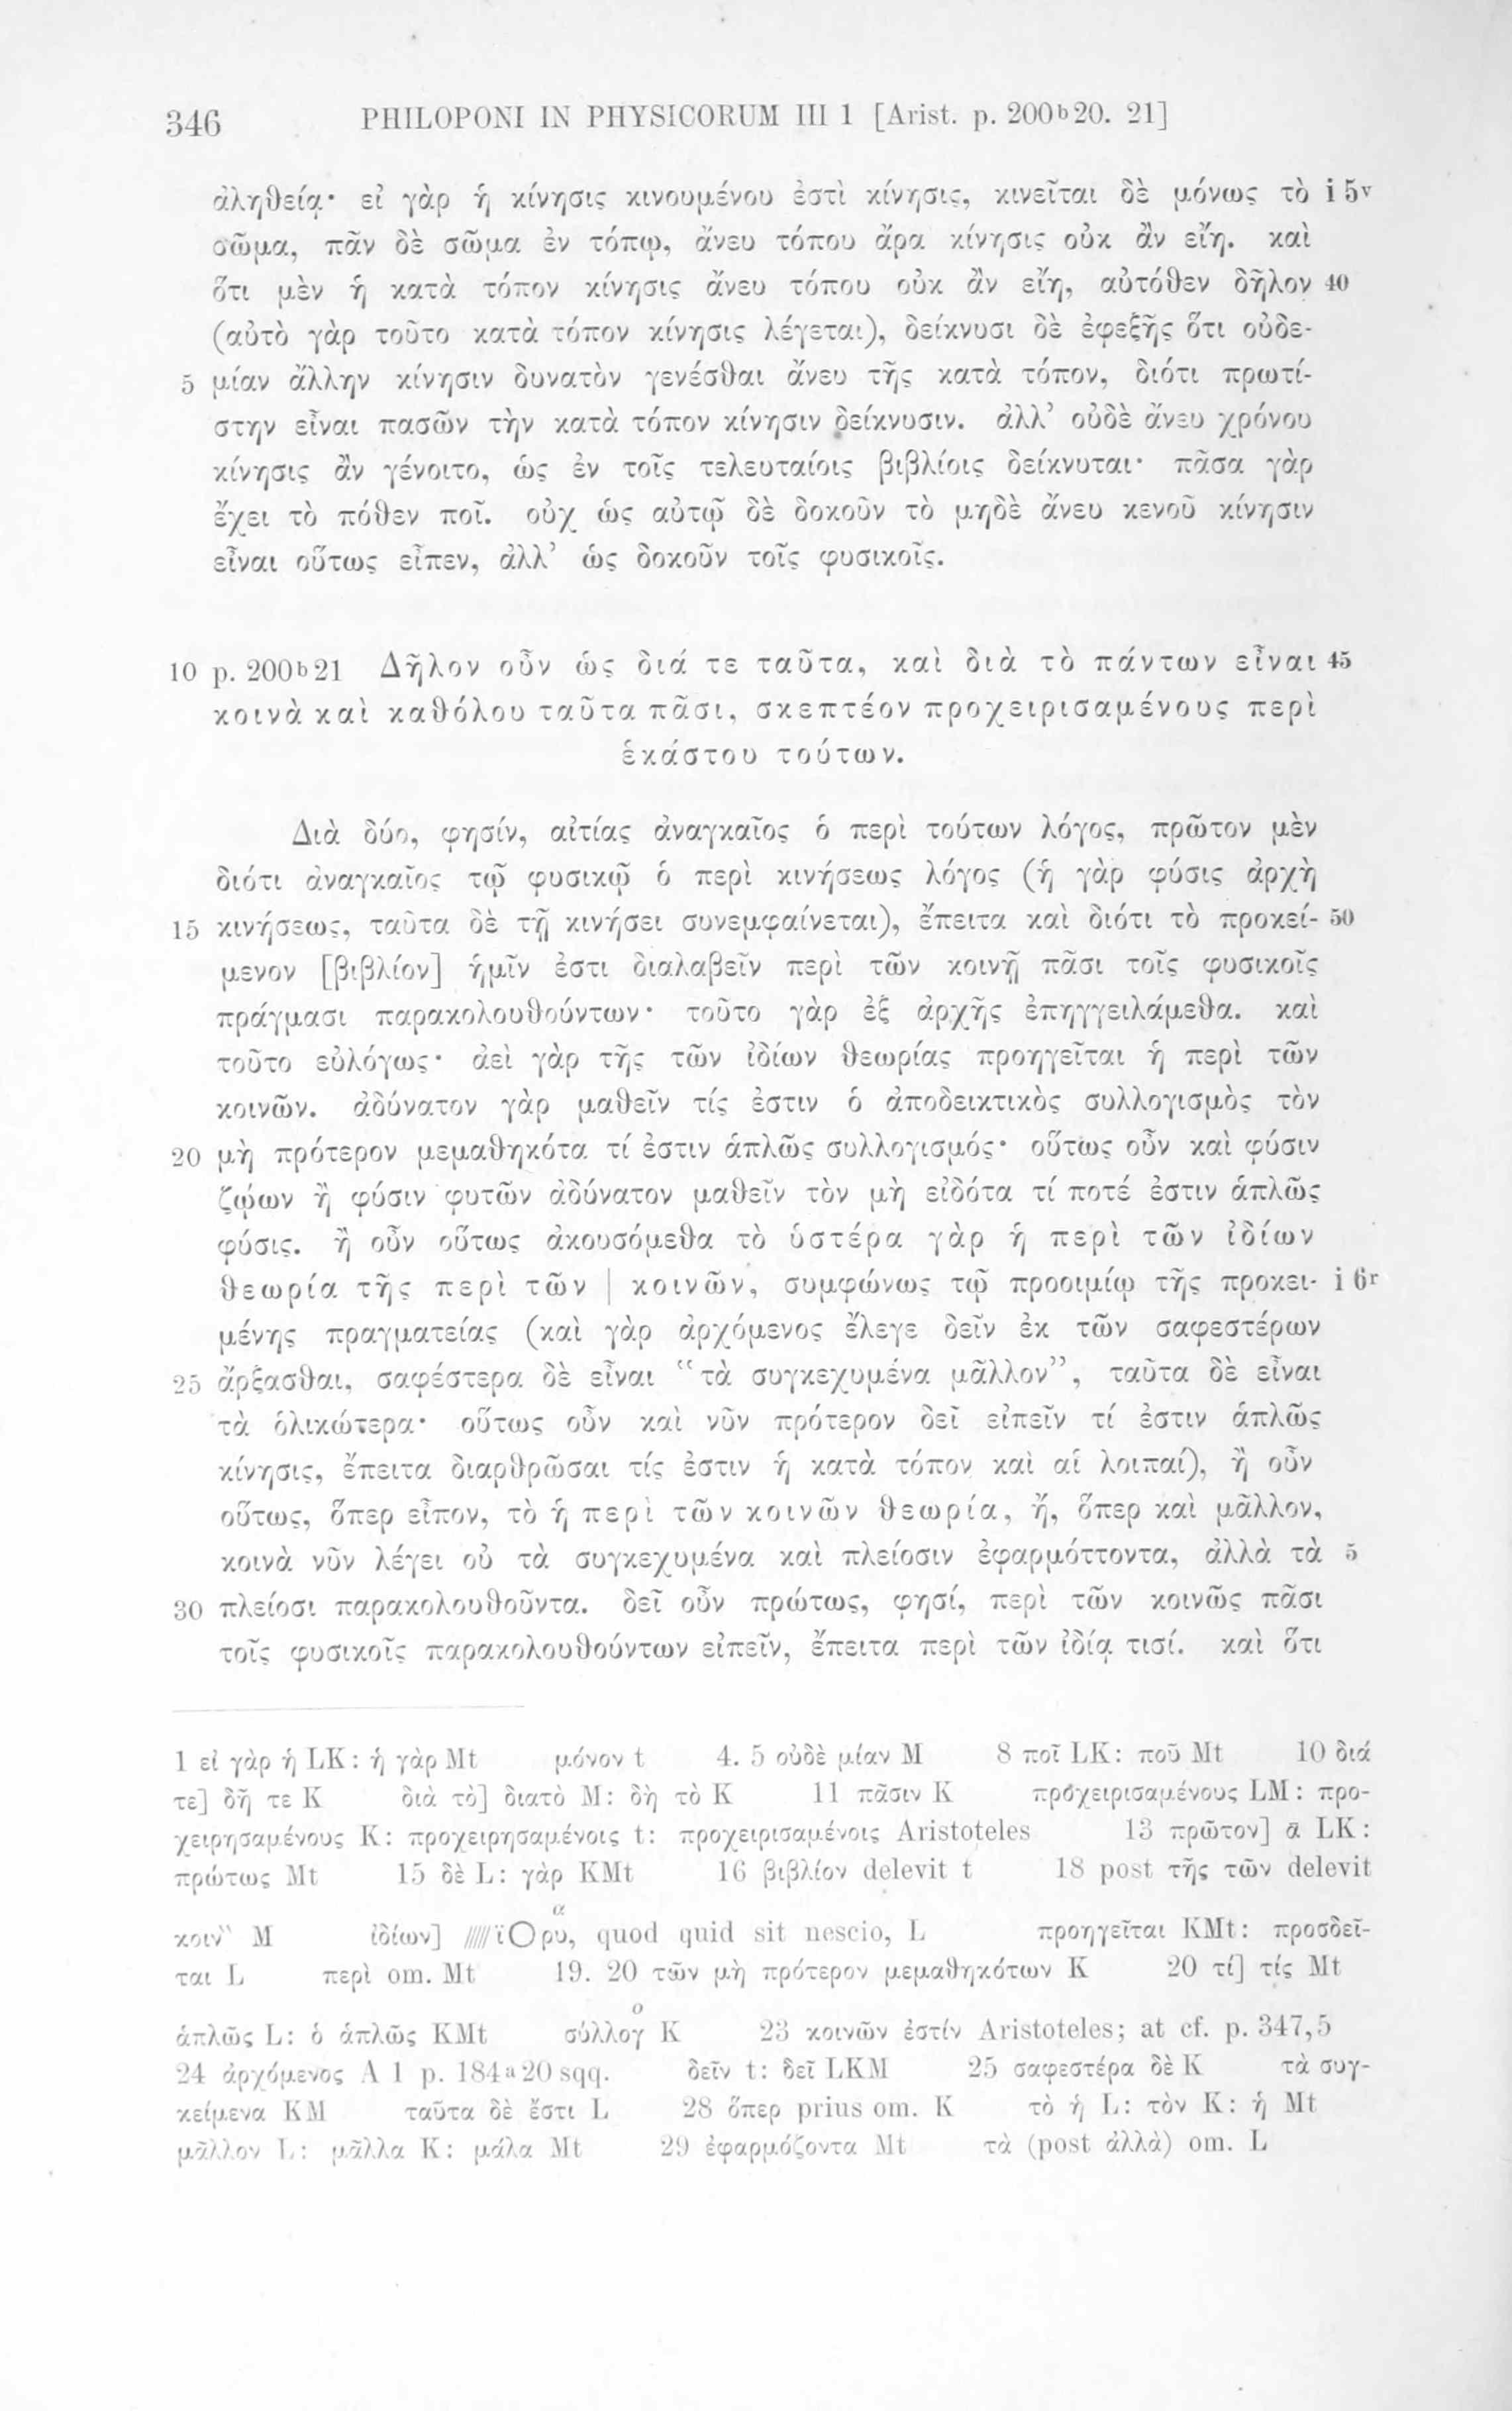 346 PHILOPONI IN PHYSICORUM III 1 [Arist. p. 200b20. 21]
ἀληθείᾳ· εἰ γὰρ ἡ κίνησις κινουμένου ἐστὶ κίνησις, κινεῖται δὲ μόνως τὸ i 5v
σῶμα, πᾶν δὲ σῶμα ἐν τόπῳ, ἄνευ τόπου ἄρα κίνησις οὐκ ἂν εἴη. καὶ
ὅτι μὲν ἡ κατὰ τόπον κίνησις ἄνευ τόπου οὐκ ἂν εἴη, αὐτόθεν δῆλον 40
(αὐτὸ γὰρ τοῦτο κατὰ τόπον κίνησις λέγεται), δείκνυσι δὲ ἐφεξῆς ὅτι οὐδε-
5 μίαν ἄλλην κίνησιν δυνατὸν γενέσθαι ἄνευ τῆς κατὰ τόπον, διότι πρωτί-
στην εἶναι πασῶν τὴν κατὰ τόπον κίνησιν δείκνυσιν. ἀλλ’ οὐδὲ ἄνευ χρόνου
κίνησις ἂν γένοιτο, ὡς ἐν τοῖς τελευταίοις βιβλίοις δείκνυται· πᾶσα γὰρ
ἔχει τὸ πόθεν ποῖ. οὐχ ὡς αὐτῷ δὲ δοκοῦν τὸ μηδὲ ἄνευ κενοῦ κίνησιν
εἶναι οὕτως εἶπεν, ἀλλ’ ὡς δοκοῦν τοῖς φυσικοῖς.
10 p. 200b21 Δῆλον οὖν ὡς διά τε ταῦτα, καὶ διὰ τὸ πάντων εἶναι 45
κοινὰ καὶ καθόλου ταῦτα πᾶσι, σκεπτέον προχειρισαμένους περὶ
ἑκάστου τούτων.
Διὰ δύο, φησίν, αἰτίας ἀναγκαῖος ὁ περὶ τούτων λόγος, πρῶτον μὲν
διότι ἀναγκαῖος τῷ φυσικῷ ὁ περὶ κινήσεως λόγος (ἡ γὰρ φύσις ἀρχὴ
15 κινήσεως, ταῦτα δὲ τῇ κινήσει συνεμφαίνεται), ἔπειτα καὶ διότι τὸ προκεί- 50
μενον [βιβλίον] ἡμῖν ἐστι διαλαβεῖν περὶ τῶν κοινῇ πᾶσι τοῖς φυσικοῖς
πράγμασι παρακολουθούντων· τοῦτο γὰρ ἐξ ἀρχῆς ἐπηγγειλάμεθα. καὶ
τοῦτο εὐλόγως· ἀεὶ γὰρ τῆς τῶν ἰδίων θεωρίας προηγεῖται ἡ περὶ τῶν
κοινῶν. ἀδύνατον γὰρ μαθεῖν τίς ἐστιν ὁ ἀποδεικτικὸς συλλογισμὸς τὸν
20 μὴ πρότερον μεμαθηκότα τί ἐστιν ἁπλῶς συλλογισμός· οὕτως οὖν καὶ φύσιν
ζῴων ἢ φύσιν φυτῶν ἀδύνατον μαθεῖν τὸν μὴ εἰδότα τί ποτέ ἐστιν ἁπλῶς
φύσις. ἢ οὖν οὕτως ἀκουσόμεθα τὸ ὑστέρα γὰρ ἡ περὶ τῶν ἰδίων
θεωρία τῆς περὶ τῶν | κοινῶν, συμφώνως τῷ προοιμίῳ τῆς προκει- i 6r
μένης πραγματείας (καὶ γὰρ ἀρχόμενος ἔλεγε δεῖν ἐκ τῶν σαφεστέρων
25 ἄρξασθαι, σαφέστερα δὲ εἶναι “τὰ συγκεχυμένα μᾶλλον”, ταῦτα δὲ εἶναι
τὰ ὁλικώτερα· οὕτως οὖν καὶ νῦν πρότερον δεῖ εἰπεῖν τί ἐστιν ἁπλῶς
κίνησις, ἔπειτα διαρθρῶσαι τίς ἐστιν ἡ κατὰ τόπον καὶ αἱ λοιπαί), ἢ οὖν
οὕτως, ὅπερ εἶπον, τὸ ἡ περὶ τῶν κοινῶν θεωρία, ἤ, ὅπερ καὶ μᾶλλον,
κοινὰ νῦν λέγει οὐ τὰ συγκεχυμένα καὶ πλείοσιν ἐφαρμόττοντα, ἀλλὰ τὰ 5
30 πλείοσι παρακολουθοῦντα. δεῖ οὖν πρώτως, φησί, περὶ τῶν κοινῶς πᾶσι
τοῖς φυσικοῖς παρακολουθούντων εἰπεῖν, ἔπειτα περὶ τῶν ἰδίᾳ τισί. καὶ ὅτι
1 εἰ γὰρ ἡ LK: ἡ γὰρ Mt μόνον t 4. 5 οὐδὲ μίαν M 8 ποῖ LK: ποῦ Mt 10 διά
τε] δῆ τε K διὰ τὸ] διατὸ M: δὴ τὸ K 11 πᾶσιν K προχειρισαμένους LM: προ-
χειρησαμένους K: προχειρησαμένοις t: προχειρισαμένοις Aristoteles 13 πρῶτον] ᾱ LK:
πρώτως Mt 15 δὲ L: γὰρ KMt 16 βιβλίον delevit t 18 post τῆς τῶν delevit
κοιν`` M ἰδίων] /////ϊ〇ρυ, quod quid sit nescio, L προηγεῖται KMt: προσδεῖ-
ται L περὶ om. Mt 19. 20 τῶν μὴ πρότερον μεμαθηκότων K 20 τί] τίς Mt
ἁπλῶς L: ὁ ἁπλῶς KMt σύλλογο K 23 κοινῶν ἐστίν Aristoteles; at cf. p. 347,5
24 ἀρχόμενος A 1 p. 184a20 sqq. δεῖν t: δεῖ LKM 25 σαφεστέρα δὲ K τὰ συγ-
κείμενα KM ταῦτα δὲ ἔστι L 28 ὅπερ prius om. K τὸ ἡ L: τὸν K: ἡ Mt
μᾶλλον L: μᾶλλα K: μάλα Mt 29 ἐφαρμόζοντα Mt τὰ (post ἀλλὰ) om. L